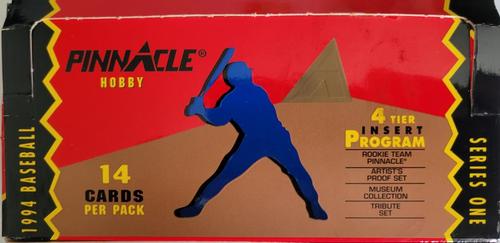 PINNACLE®
HOBBY
1994 BASEBALL
14
CARDS
PER PACK
4 TIER
INSERT
PROGRAM
ROOKIE TEAM
PINNACLE®
ARTIST'S
PROOF SET
MUSEUM
COLLECTION
TRIBUTE
SET
SERIES ONE